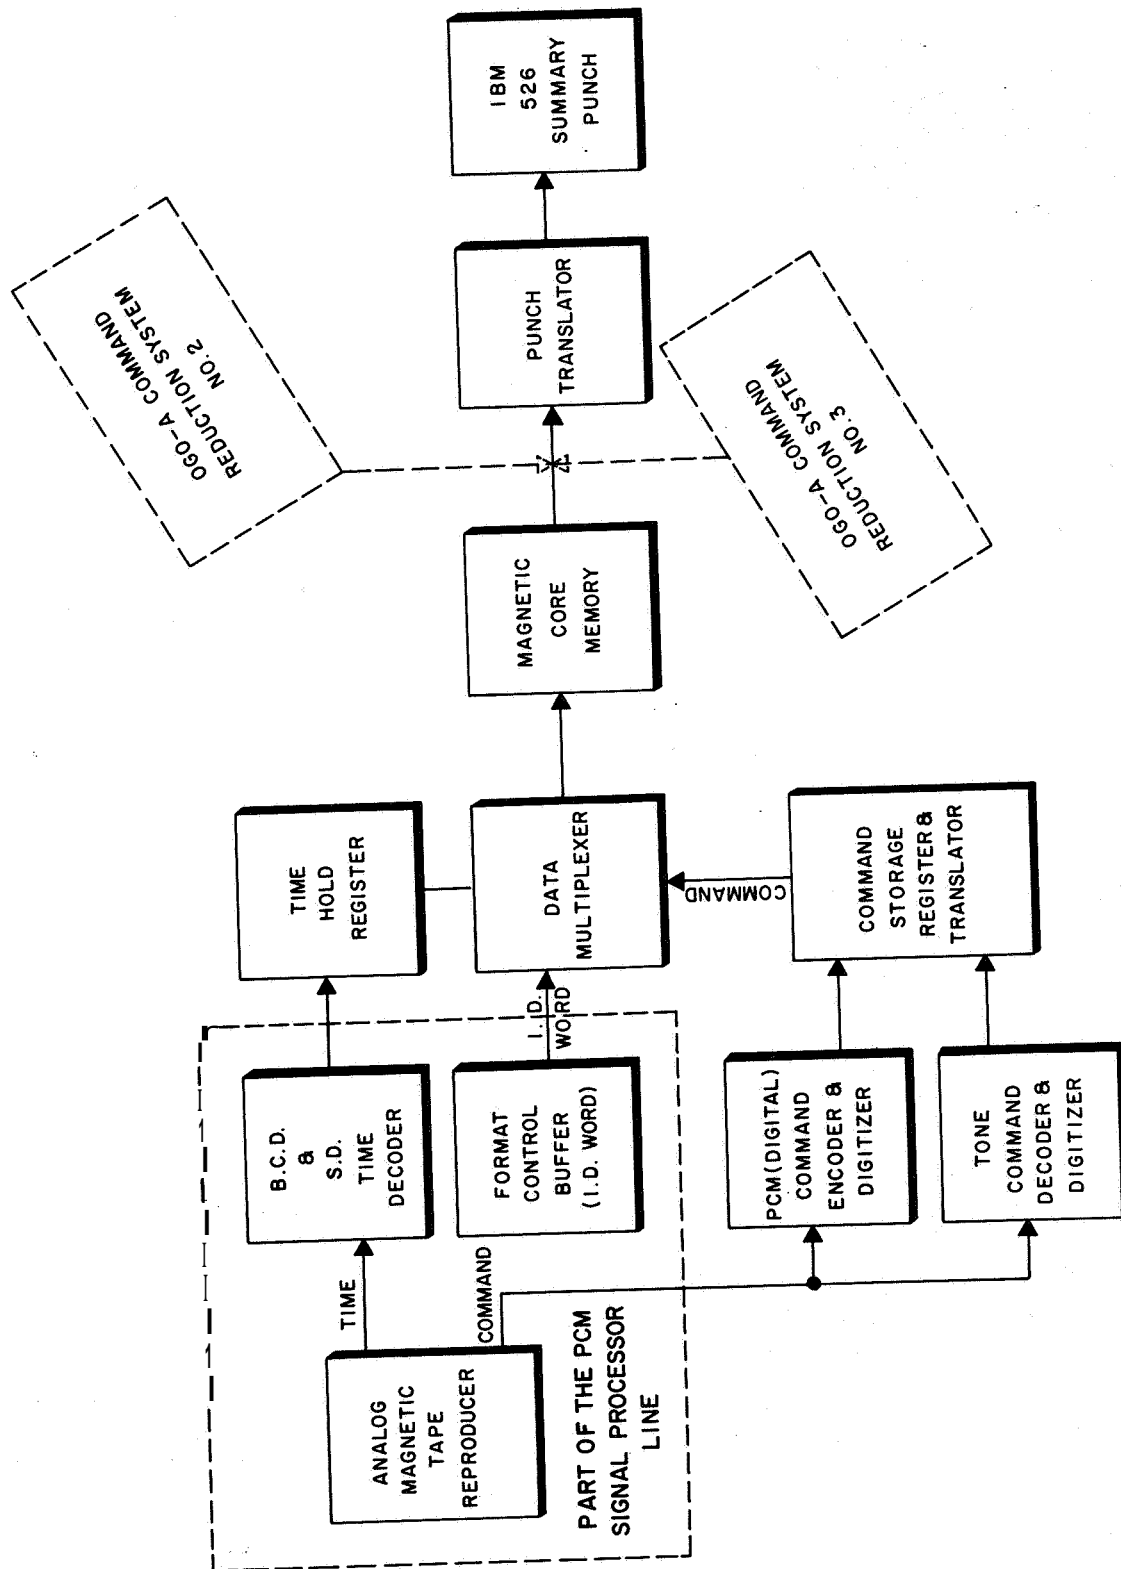 ANALOG
MAGNETIC
TAPE
REPRODUCER
TIME
COMMAND
PART OF THE PCM
SIGNAL PROCESSOR
LINE
B.C.D.
&
S.D.
TIME
DECODER
FORMAT
CONTROL
BUFFER
(I.D. WORD)
I.D.
WORD
PCM(DIGITAL)
COMMAND
ENCODER &
DIGITIZER
TONE
COMMAND
DECODER &
DIGITIZER
TIME
HOLD
REGISTER
DATA
MULTIPLEXER
COMMAND
COMMAND
STORAGE
REGISTER &
TRANSLATOR
MAGNETIC
CORE
MEMORY
OGO-A COMMAND
REDUCTION SYSTEM
NO.2
OGO-A COMMAND
REDUCTION SYSTEM
NO.3
PUNCH
TRANSLATOR
IBM
526
SUMMARY
PUNCH